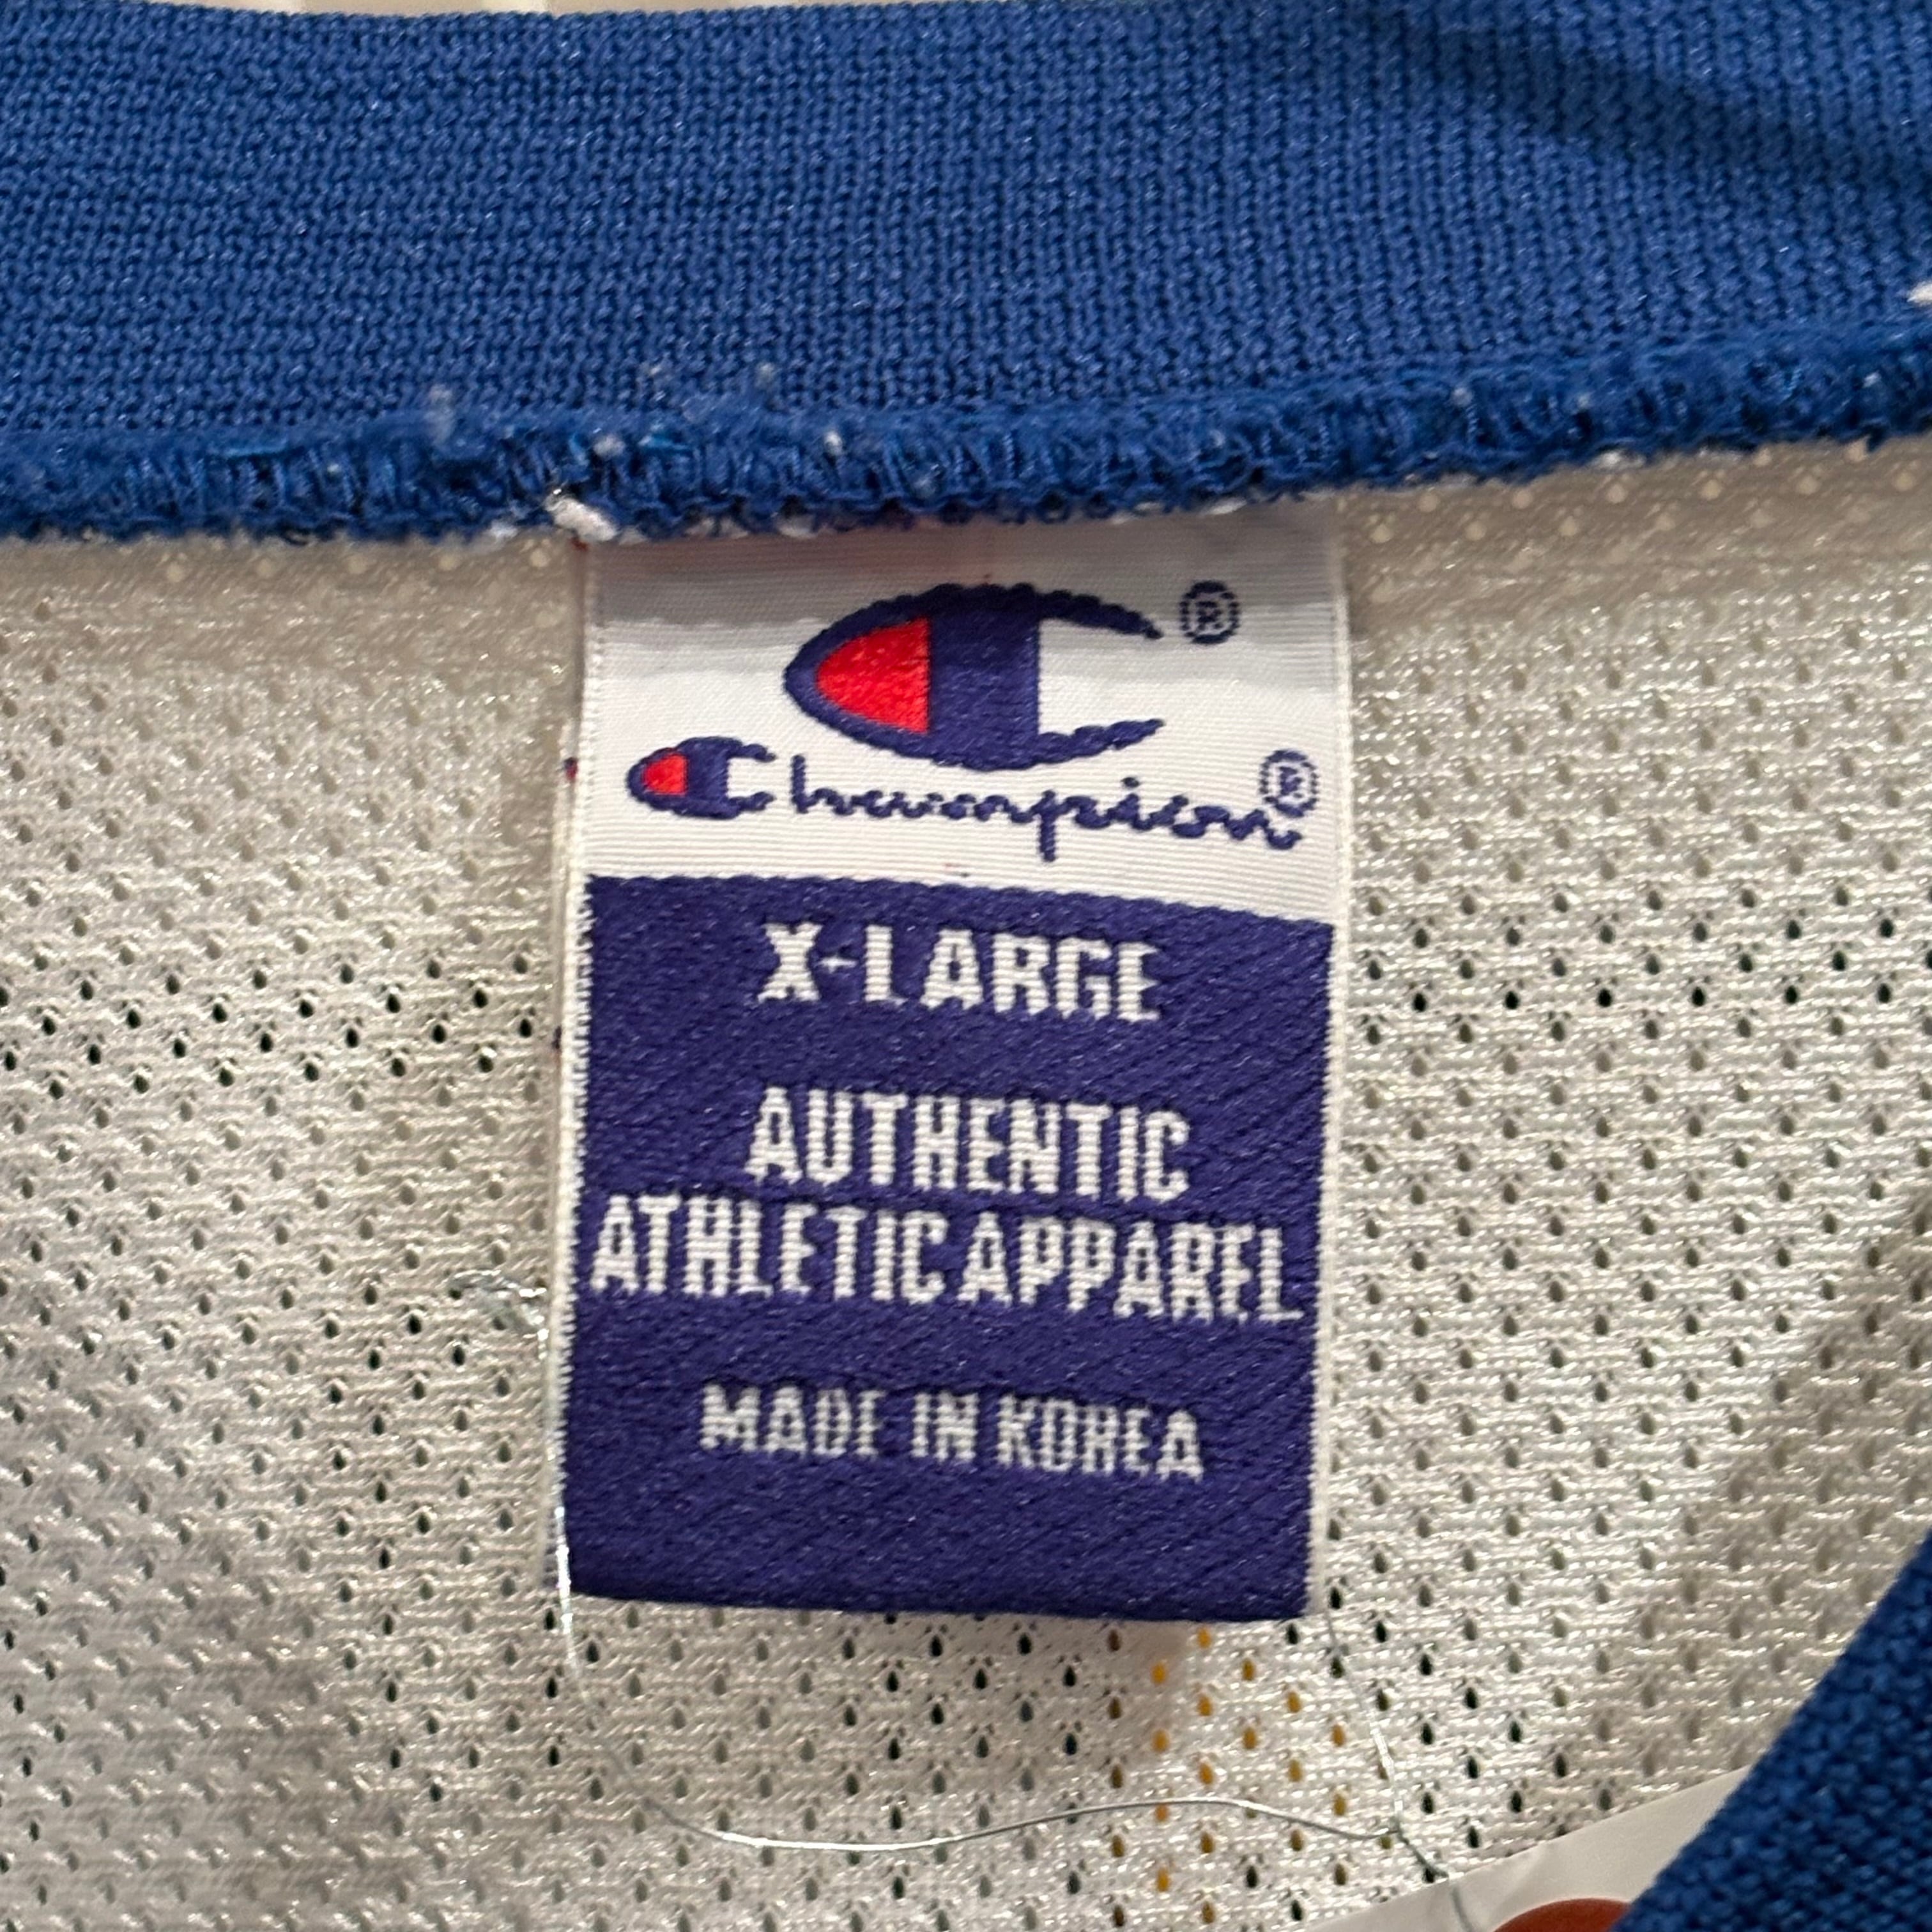 ®
Champion®
X-LARGE
AUTHENTIC
ATHLETIC APPAREL
MADE IN KOREA